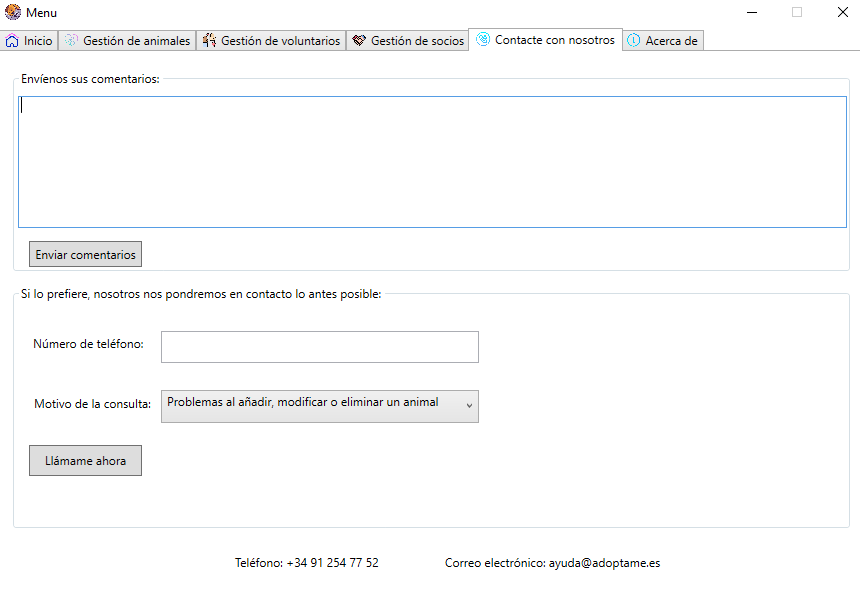 Menu
Inicio Gestión de animales Gestión de voluntarios Gestión de socios Contacte con nosotros Acerca de
Envíenos sus comentarios:
Enviar comentarios
Si lo prefiere, nosotros nos pondremos en contacto lo antes posible:
Número de teléfono:
Motivo de la consulta: Problemas al añadir, modificar o eliminar un animal
Llámame ahora
Teléfono: +34 91 254 77 52 Correo electrónico: ayuda@adoptame.es